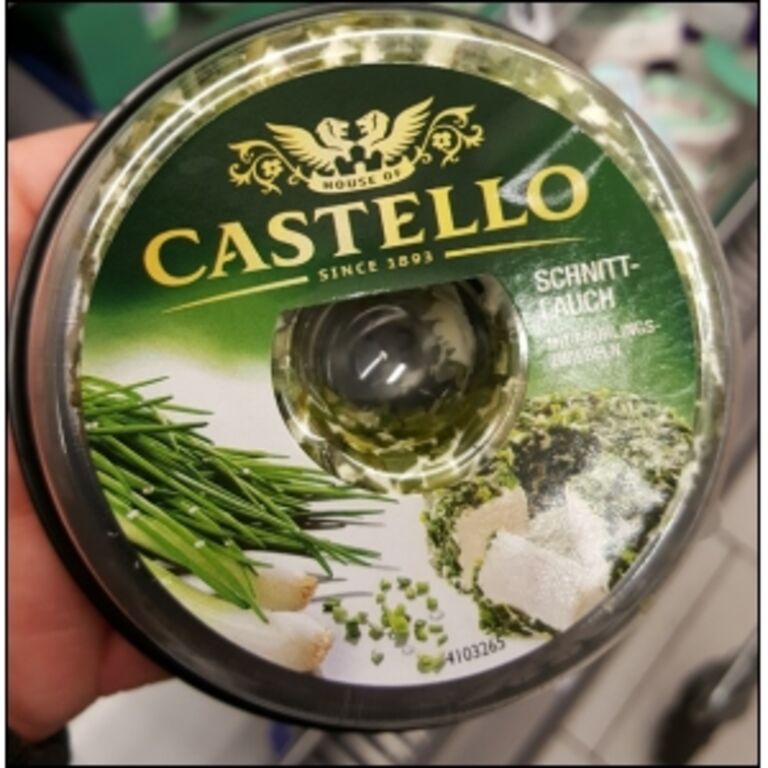 HOUSE OF
CASTELLO
SINCE 1893
SCHNITT-
LAUCH
MIT FRÜHLINGS-
ZWIEBELN
4103265